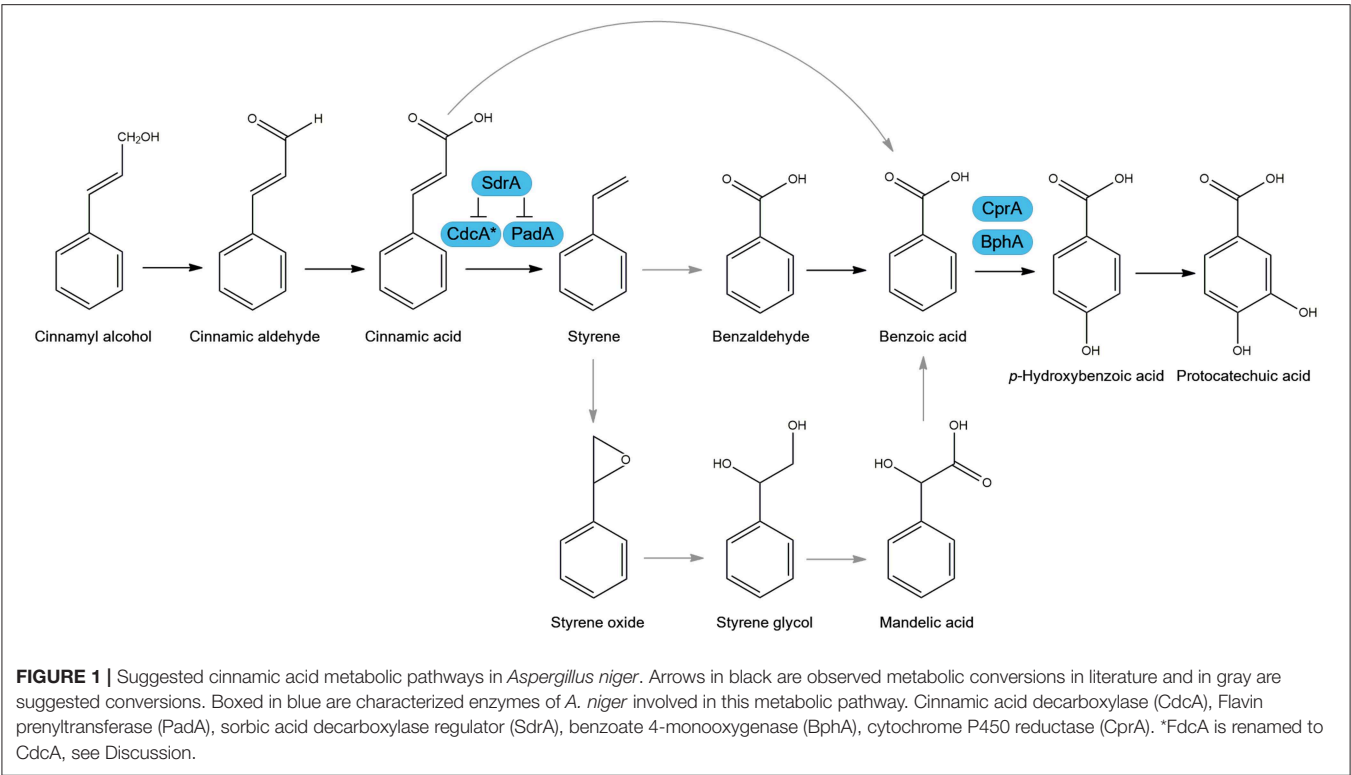 O
H
O
OH
CH₂OH
O
OH
O
OH
O
OH
O
OH
SdrA
CdcA*
PadA
CprA
BphA
OH
OH
OH
Cinnamyl alcohol
Cinnamic aldehyde
Cinnamic acid
Styrene
Benzaldehyde
Benzoic acid
p-Hydroxybenzoic acid
Protocatechuic acid
O
HO
OH
HO
OH
O
Styrene oxide
Styrene glycol
Mandelic acid
FIGURE 1 | Suggested cinnamic acid metabolic pathways in Aspergillus niger. Arrows in black are observed metabolic conversions in literature and in gray are
suggested conversions. Boxed in blue are characterized enzymes of A. niger involved in this metabolic pathway. Cinnamic acid decarboxylase (CdcA), Flavin
prenyltransferase (PadA), sorbic acid decarboxylase regulator (SdrA), benzoate 4-monooxygenase (BphA), cytochrome P450 reductase (CprA). *FdcA is renamed to
CdcA, see Discussion.